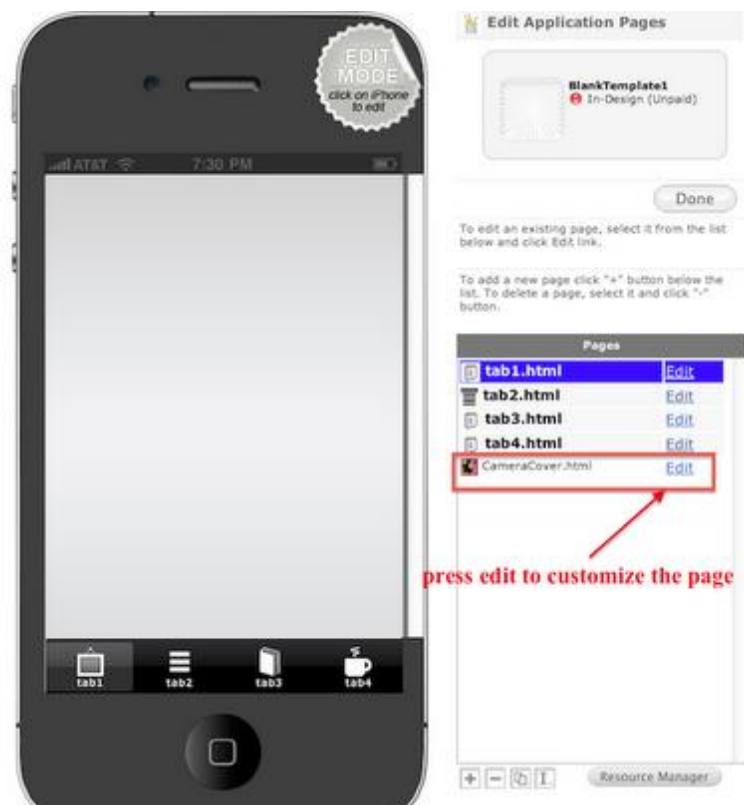 EDIT
MODE
click on iPhone
to edit
AT&T
7:30 PM
tab1
tab2
tab3
tab4
Edit Application Pages
BlankTemplate1
In-Design (Unpaid)
Done
To edit an existing page, select it from the list
below and click Edit link.
To add a new page click "+" button below the
list. To delete a page, select it and click "-"
button.
Pages
tab1.html Edit
tab2.html Edit
tab3.html Edit
tab4.html Edit
CameraCover.html Edit
press edit to customize the page
Resource Manager